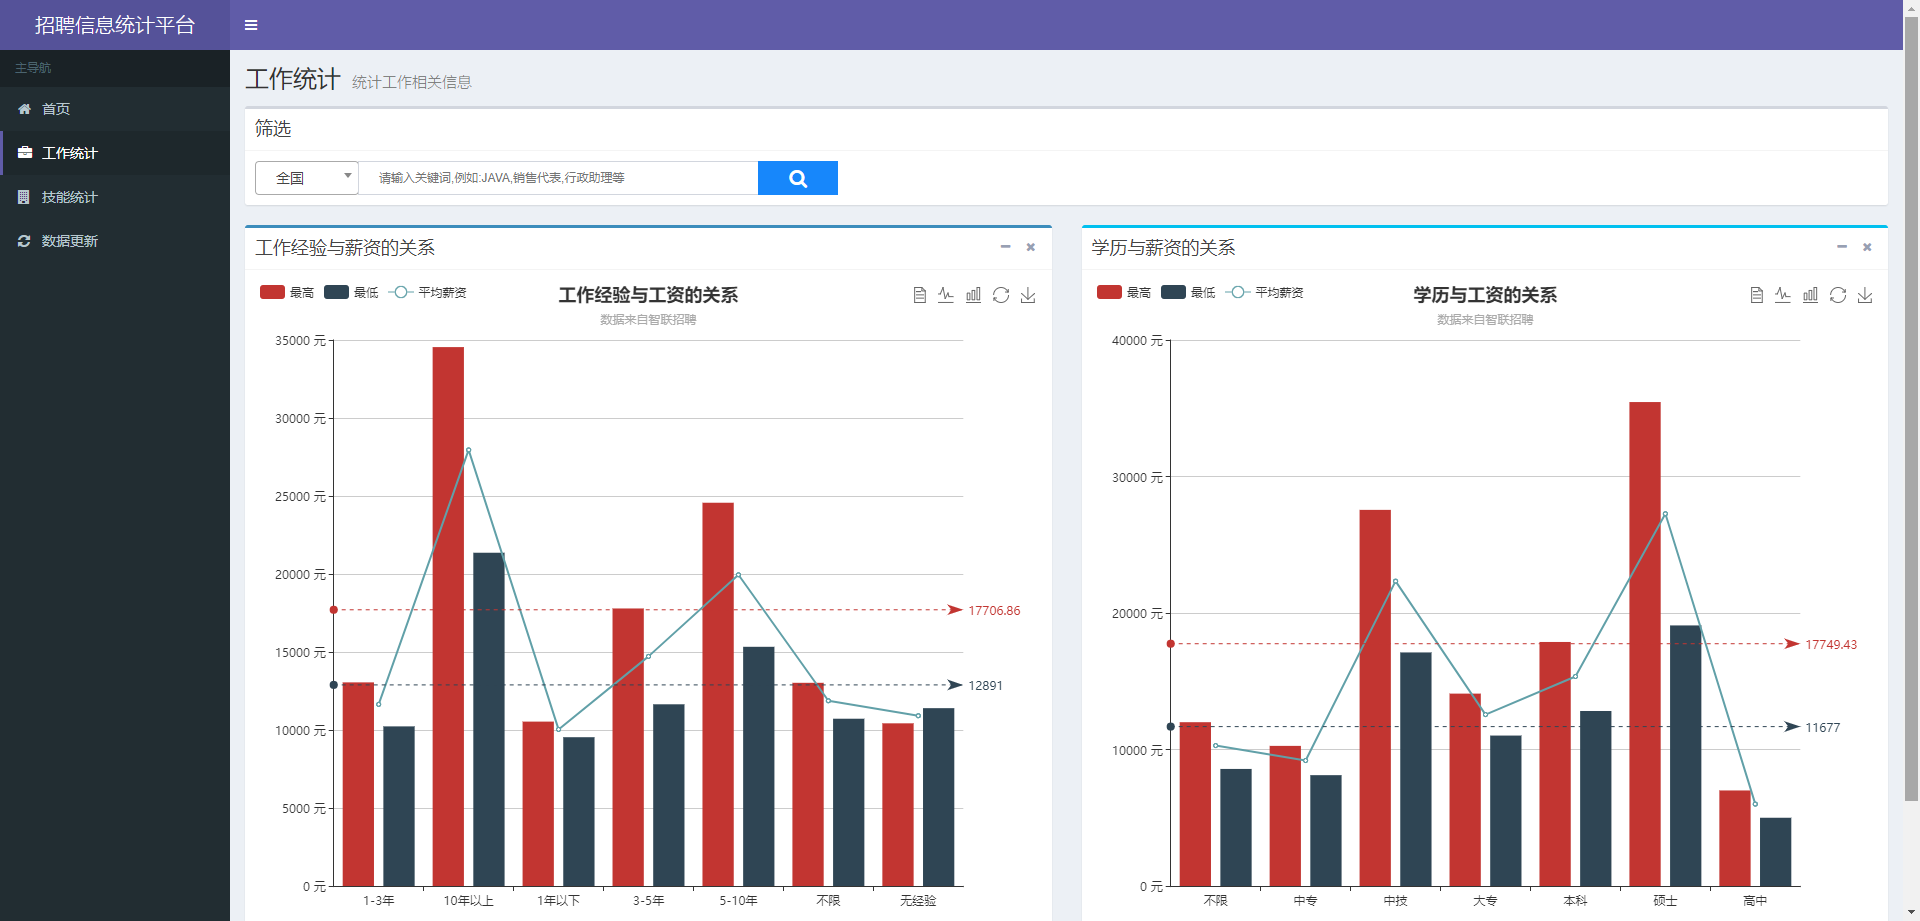 招聘信息统计平台
主导航
首页
工作统计
技能统计
数据更新
工作统计 统计工作相关信息
筛选
全国 请输入关键词,例如:JAVA,销售代表,行政助理等
工作经验与薪资的关系
最高 最低 平均薪资
工作经验与工资的关系
数据来自智联招聘
35000 元
30000 元
25000 元
20000 元
15000 元
10000 元
5000 元
0 元
17706.86
12891
1-3年 10年以上 1年以下 3-5年 5-10年 不限 无经验
学历与薪资的关系
最高 最低 平均薪资
学历与工资的关系
数据来自智联招聘
40000 元
30000 元
20000 元
10000 元
0 元
17749.43
11677
不限 中专 中技 大专 本科 硕士 高中